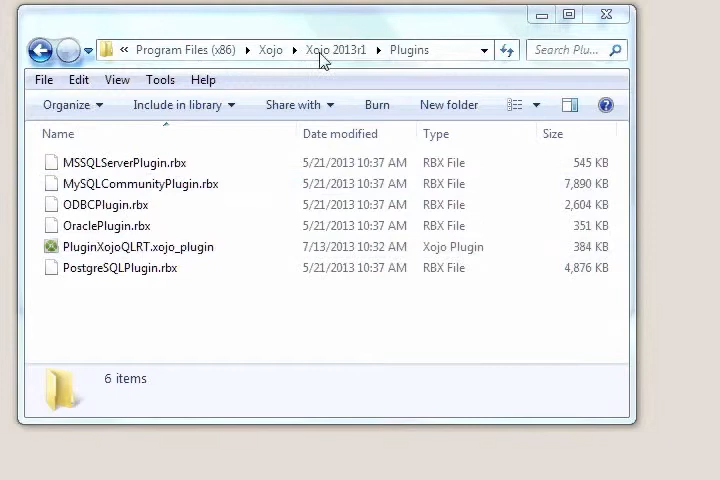 « Program Files (x86) Xojo Xojo 2013r1 Plugins Search Plu...
File Edit View Tools Help
Organize Include in library Share with Burn New folder
Name Date modified Type Size
MSSQLServerPlugin.rbx 5/21/2013 10:37 AM RBX File 545 KB
MySQLCommunityPlugin.rbx 5/21/2013 10:37 AM RBX File 7,890 KB
ODBCPlugin.rbx 5/21/2013 10:37 AM RBX File 2,604 KB
OraclePlugin.rbx 5/21/2013 10:37 AM RBX File 351 KB
PluginXojoQLRT.xojo_plugin 7/13/2013 10:32 AM Xojo Plugin 384 KB
PostgreSQLPlugin.rbx 5/21/2013 10:37 AM RBX File 4,876 KB
6 items